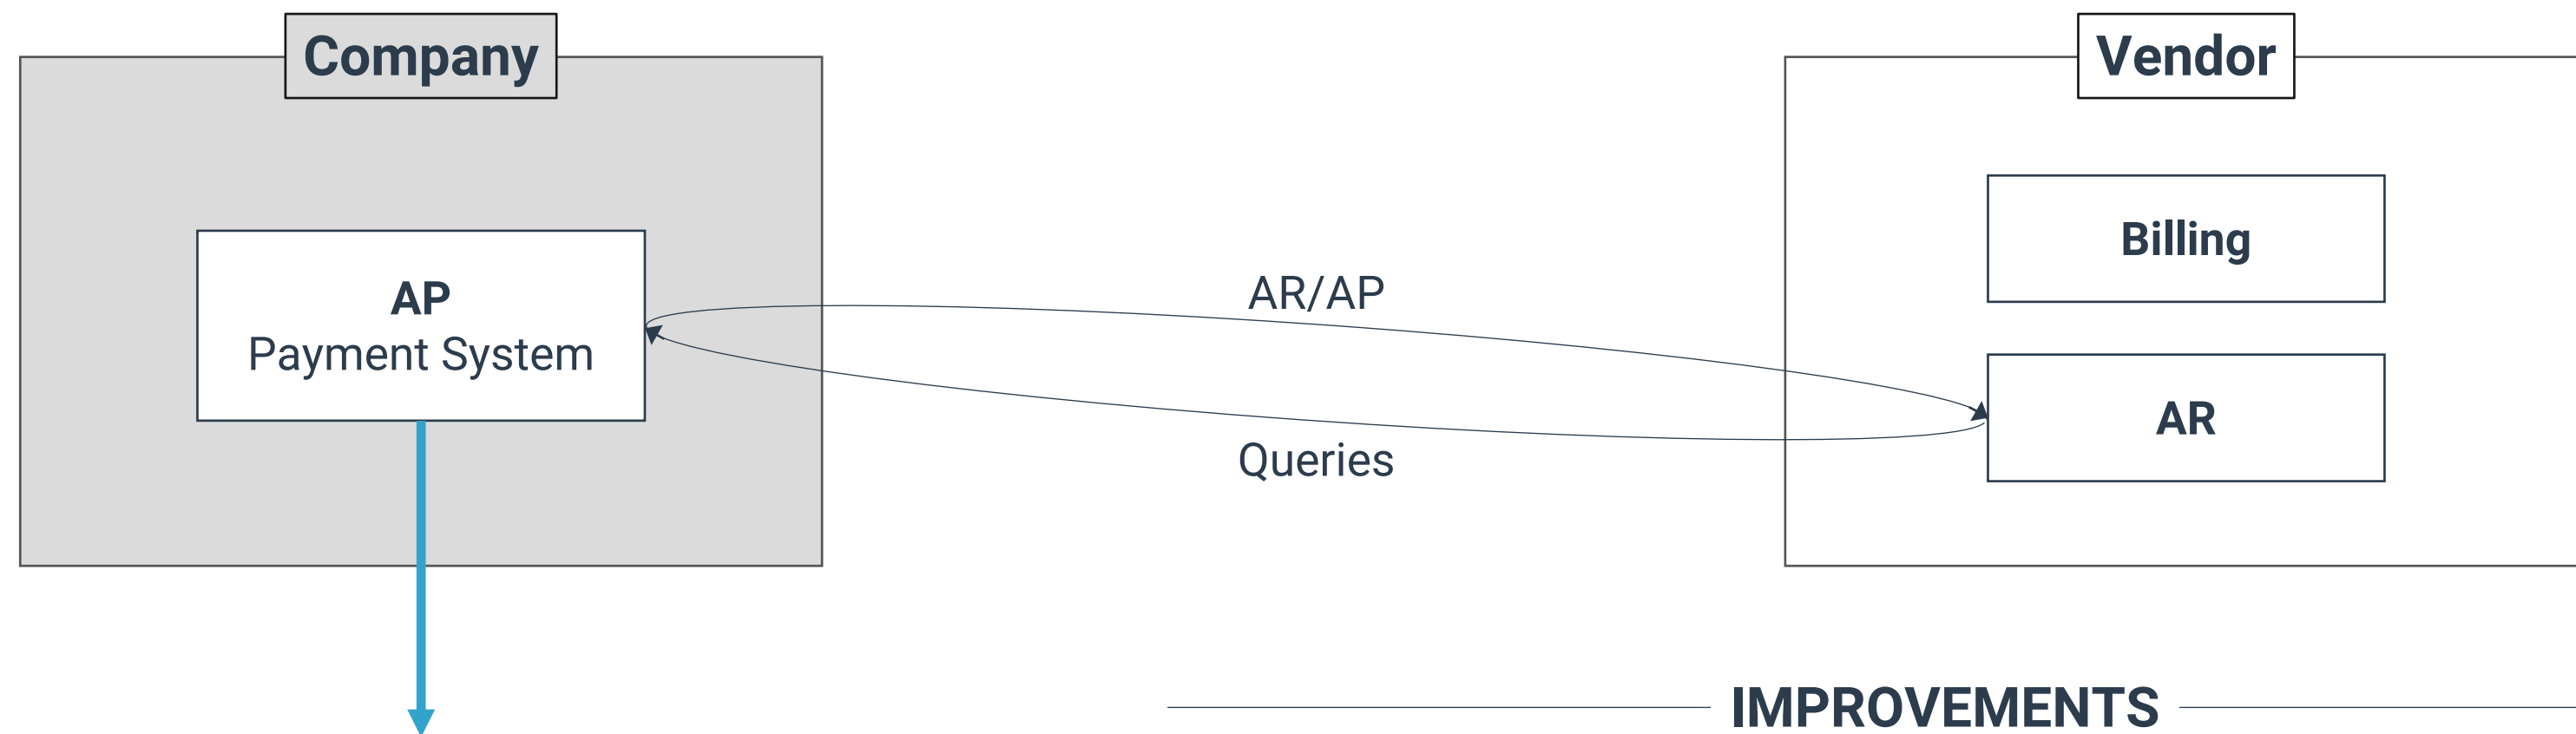 Company
Vendor
AP
Payment System
AR/AP
Queries
Billing
AR
IMPROVEMENTS